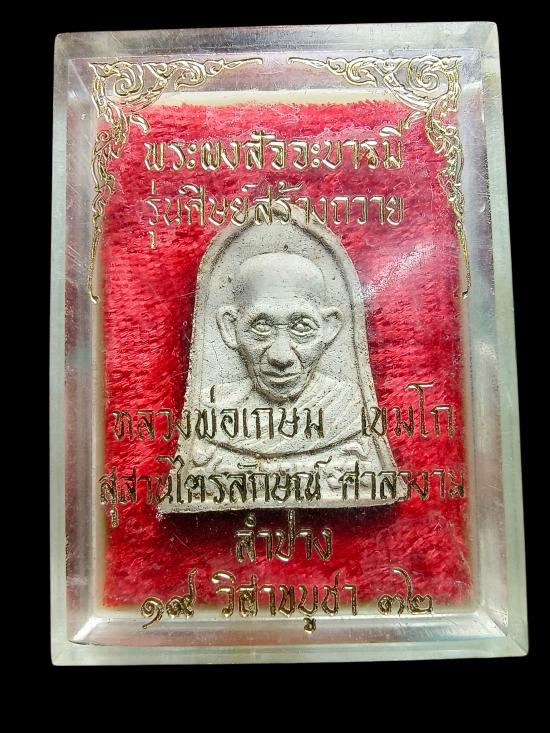 พระผงสัจจะบารมี
รุ่นศิษย์สร้างถวาย
หลวงพ่อเกษม เขมโก
สุสานไตรลักษณ์ ศาลางาม
ลำปาง
๑๙ วิสาขบูชา ๓๒